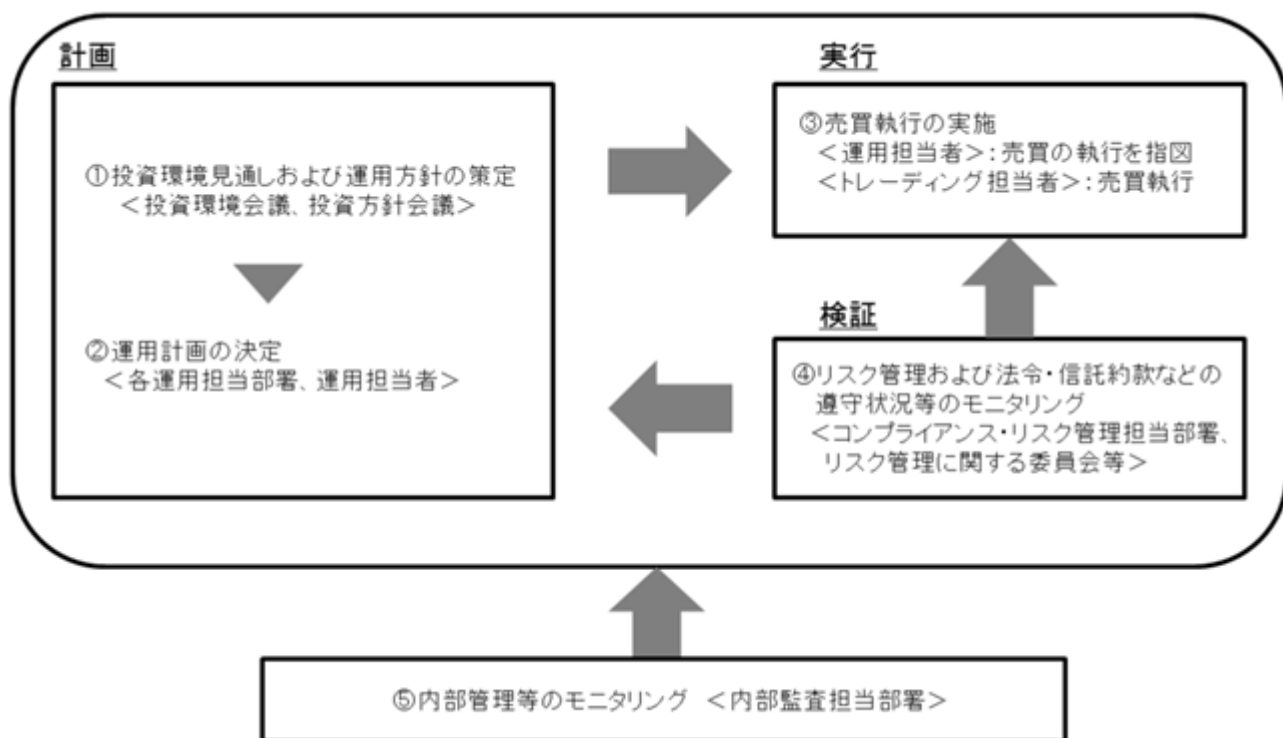 計画
①投資環境見通しおよび運用方針の策定
＜投資環境会議、投資方針会議＞
②運用計画の決定
＜各運用担当部署、運用担当者＞
実行
③売買執行の実施
＜運用担当者＞：売買の執行を指図
＜トレーディング担当者＞：売買執行
検証
④リスク管理および法令・信託約款などの
遵守状況等のモニタリング
＜コンプライアンス・リスク管理担当部署、
リスク管理に関する委員会等＞
⑤内部管理等のモニタリング ＜内部監査担当部署＞